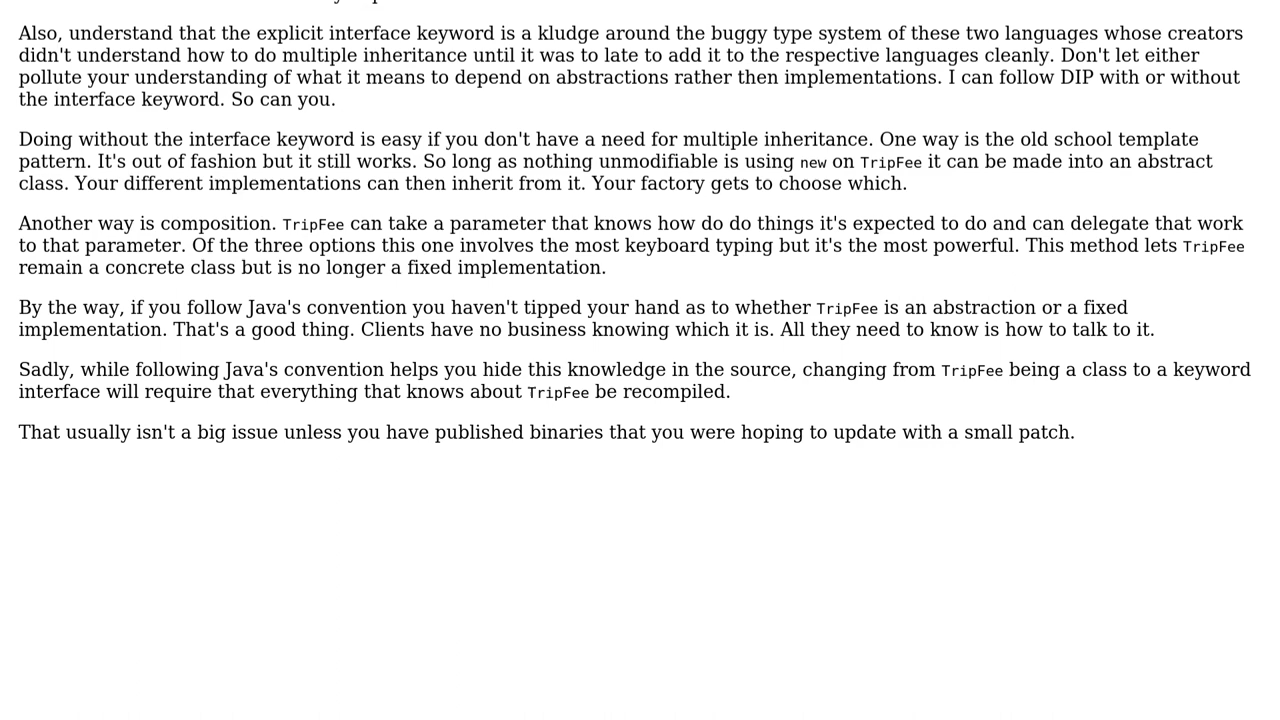 Also, understand that the explicit interface keyword is a kludge around the buggy type system of these two languages whose creators
didn't understand how to do multiple inheritance until it was to late to add it to the respective languages cleanly. Don't let either
pollute your understanding of what it means to depend on abstractions rather then implementations. I can follow DIP with or without
the interface keyword. So can you.
Doing without the interface keyword is easy if you don't have a need for multiple inheritance. One way is the old school template
pattern. It's out of fashion but it still works. So long as nothing unmodifiable is using new on TripFee it can be made into an abstract
class. Your different implementations can then inherit from it. Your factory gets to choose which.
Another way is composition. TripFee can take a parameter that knows how do do things it's expected to do and can delegate that work
to that parameter. Of the three options this one involves the most keyboard typing but it's the most powerful. This method lets TripFee
remain a concrete class but is no longer a fixed implementation.
By the way, if you follow Java's convention you haven't tipped your hand as to whether TripFee is an abstraction or a fixed
implementation. That's a good thing. Clients have no business knowing which it is. All they need to know is how to talk to it.
Sadly, while following Java's convention helps you hide this knowledge in the source, changing from TripFee being a class to a keyword
interface will require that everything that knows about TripFee be recompiled.
That usually isn't a big issue unless you have published binaries that you were hoping to update with a small patch.